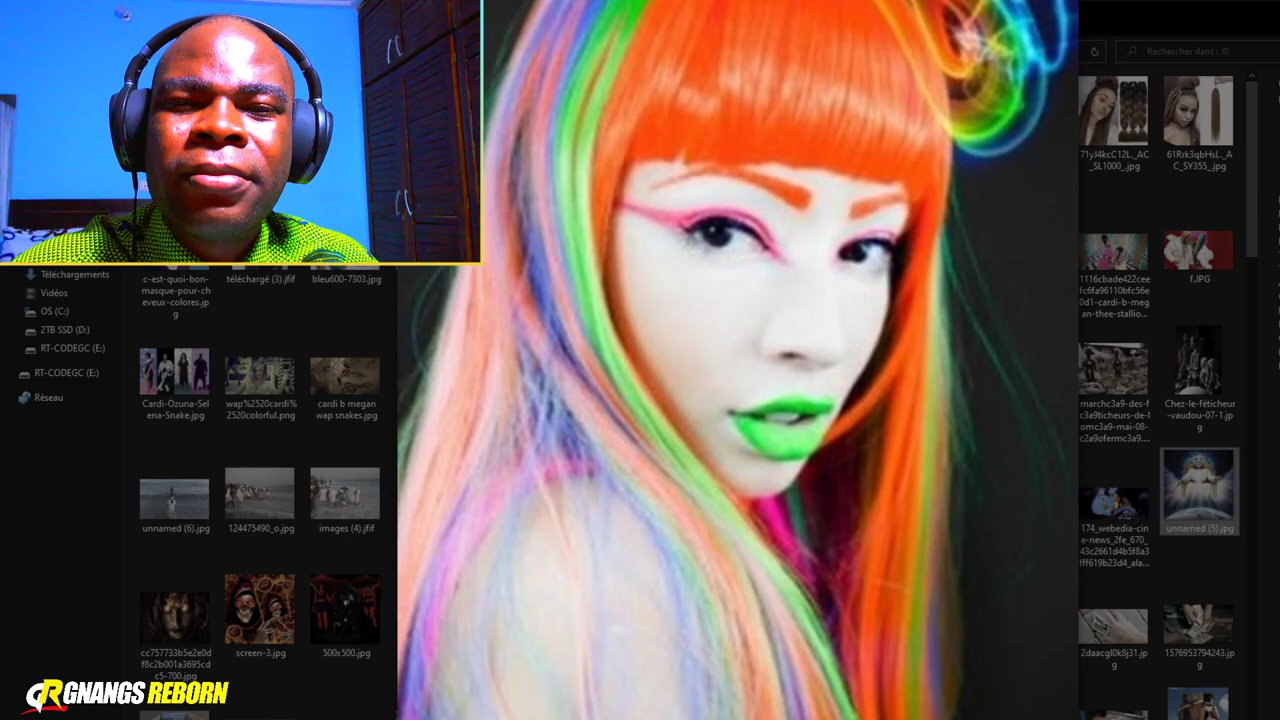 Rechercher dans : XI
71yJ4kcC12L._AC
_SL1000_.jpg
61Rrk3qbHsL._A
C_SY355_.jpg
Téléchargements
Vidéos
OS (C:)
2TB SSD (D:)
RT-CODEGC (E:)
RT-CODEGC (E:)
Réseau
c-est-quoi-bon-
masque-pour-ch
eveux-colores.jp
g
téléchargé (3).jfif
bleu600-7303.jpg
1116cbade422cee
fc6fa96110bfc56e
0d1-cardi-b-meg
an-thee-stallio...
f.JPG
Cardi-Ozuna-Sel
ena-Snake.jpg
wap%2520cardi%
2520colorful.png
cardi b megan
wap snakes.jpg
marchc3a9-des-f
c3a9ticheurs-de-l
omc3a9-mai-08-
c2a9ofermc3a9....
Chez-le-féticheur
-vaudou-07-1.jp
g
unnamed (6).jpg
124475490_o.jpg
images (4).jfif
174_webedia-cin
e-news_2fe_670_
43c2661d4b5f8a3
fff619b23d4_ala...
unnamed (5).jpg
cc757733b5e2e0d
f8c2b001a3695cd
c5-700.jpg
screen-3.jpg
500x500.jpg
2daacgl0k8j31.jp
g
1576953794243.jp
g
GR GNANGS REBORN